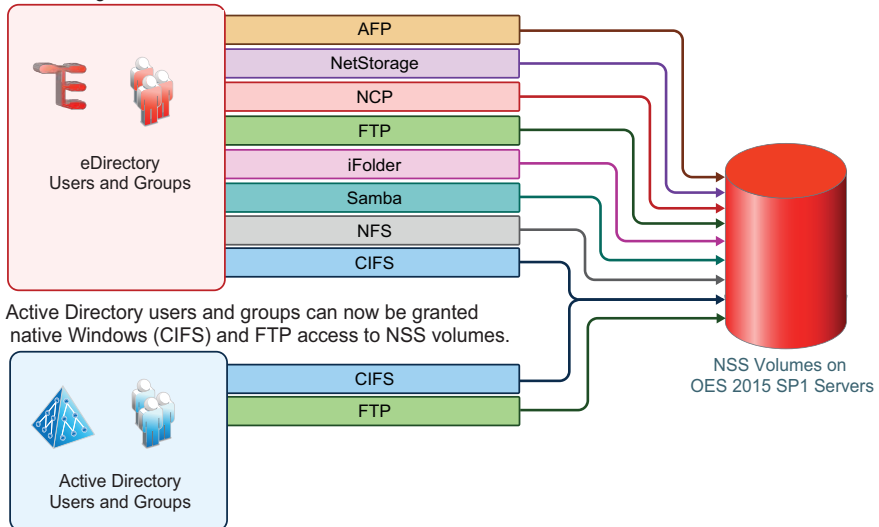 AFP
NetStorage
NCP
FTP
iFolder
Samba
NFS
CIFS
eDirectory
Users and Groups
Active Directory users and groups can now be granted
native Windows (CIFS) and FTP access to NSS volumes.
CIFS
FTP
Active Directory
Users and Groups
NSS Volumes on
OES 2015 SP1 Servers